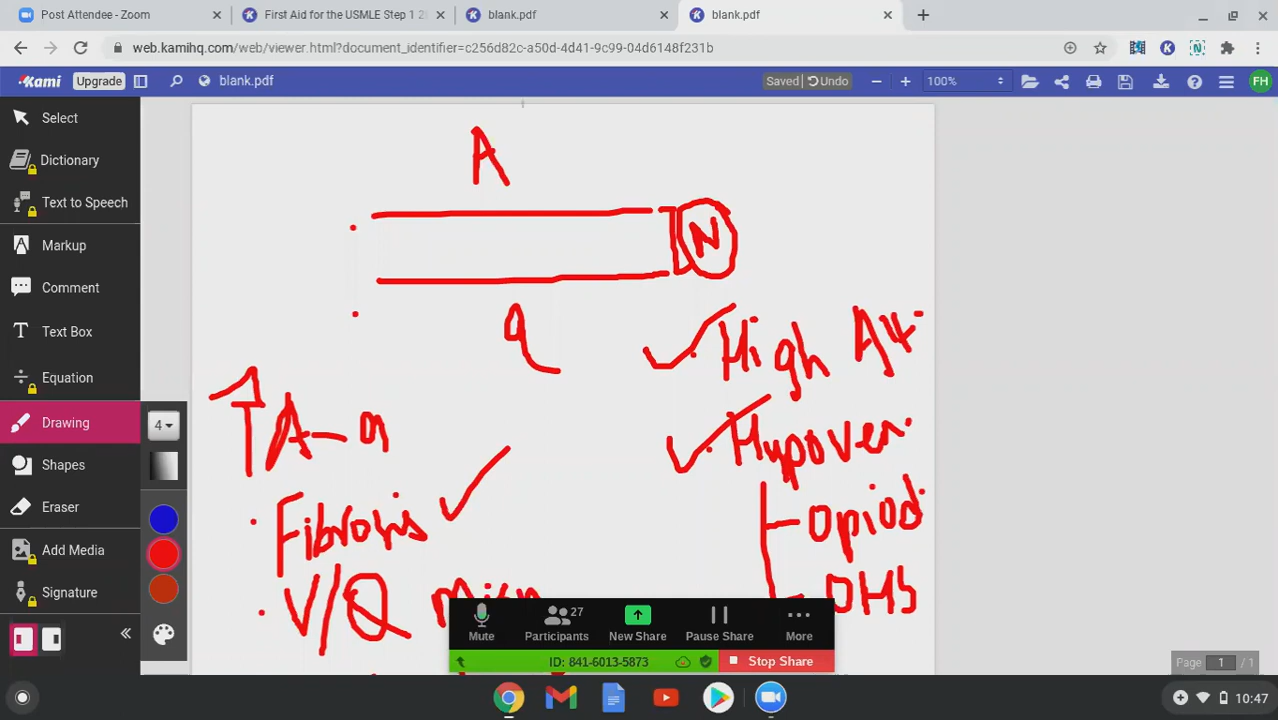 Post Attendee - Zoom
First Aid for the USMLE Step 1 2
blank.pdf
blank.pdf
web.kamihq.com/web/viewer.html?document_identifier=c256d82c-a50d-4d41-9c99-04d6148f231b
Kami Upgrade blank.pdf Saved Undo 100% FH
Select
Dictionary
Text to Speech
Markup
Comment
Text Box
Equation
Drawing
Shapes
Eraser
Add Media
Signature
4
A
N
a
High Alt
↑ A-a
Hypoven
Fibrosis
Opiod
V/Q
OHS
Mute
Participants 27
New Share
Pause Share
More
ID: 841-6013-5873
Stop Share
Page 1 / 1
10:47